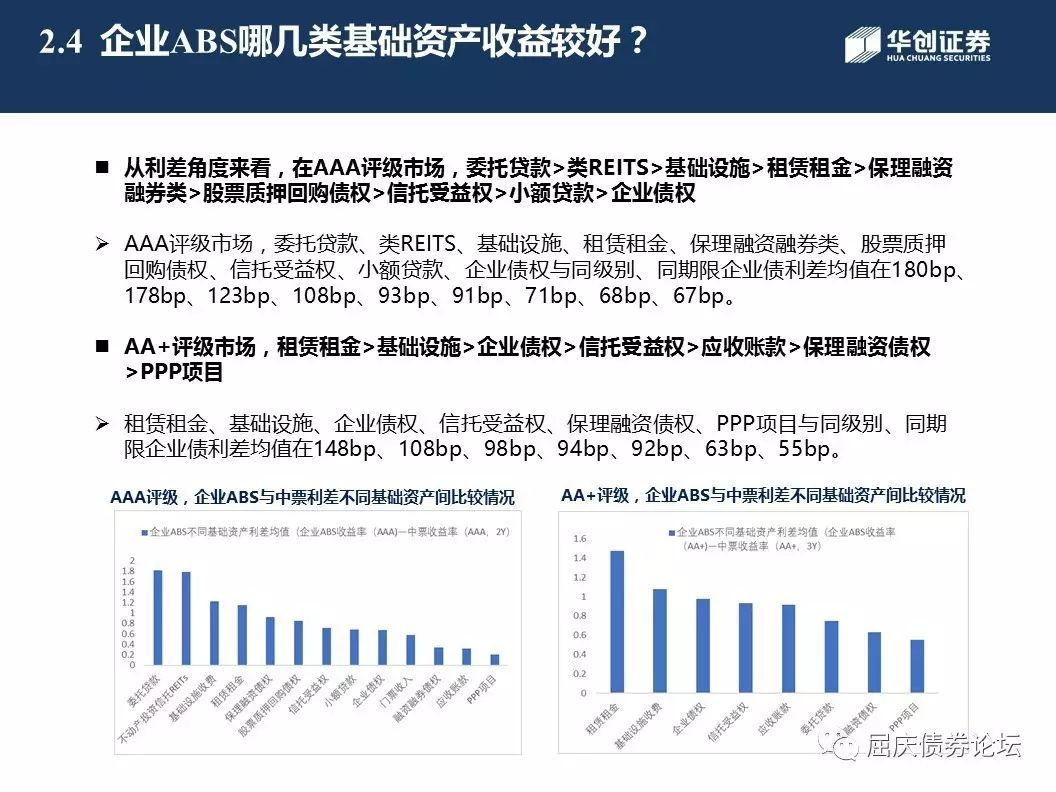 2.4 企业ABS哪几类基础资产收益较好？
华创证券
HUA CHUANG SECURITIES
■ 从利差角度来看，在AAA评级市场，委托贷款>类REITS>基础设施>租赁租金>保理融资
融券类>股票质押回购债权>信托受益权>小额贷款>企业债权
➢ AAA评级市场，委托贷款、类REITS、基础设施、租赁租金、保理融资融券类、股票质押
回购债权、信托受益权、小额贷款、企业债权与同级别、同期限企业债利差均值在180bp、
178bp、123bp、108bp、93bp、91bp、71bp、68bp、67bp。
■ AA+评级市场，租赁租金>基础设施>企业债权>信托受益权>应收账款>保理融资债权
>PPP项目
➢ 租赁租金、基础设施、企业债权、信托受益权、保理融资债权、PPP项目与同级别、同期
限企业债利差均值在148bp、108bp、98bp、94bp、92bp、63bp、55bp。
AAA评级，企业ABS与中票利差不同基础资产间比较情况
企业ABS不同基础资产利差均值（企业ABS收益率（AAA)—中票收益率（AAA，2Y）
2
1.8
1.6
1.4
1.2
1
0.8
0.6
0.4
0.2
0
委托贷款
不动产投资信托REITs
基础设施收费
租赁租金
保理融资债权
股票质押回购债权
信托受益权
小额贷款
企业债权
门票收入
融资融券债权
应收账款
PPP项目
AA+评级，企业ABS与中票利差不同基础资产间比较情况
企业ABS不同基础资产利差均值（企业ABS收益率
（AA+)—中票收益率（AA+，3Y）
1.6
1.4
1.2
1
0.8
0.6
0.4
0.2
0
租赁租金
基础设施收费
企业债权
信托受益权
应收账款
委托贷款
融资债权
PPP项目
屈庆债券论坛